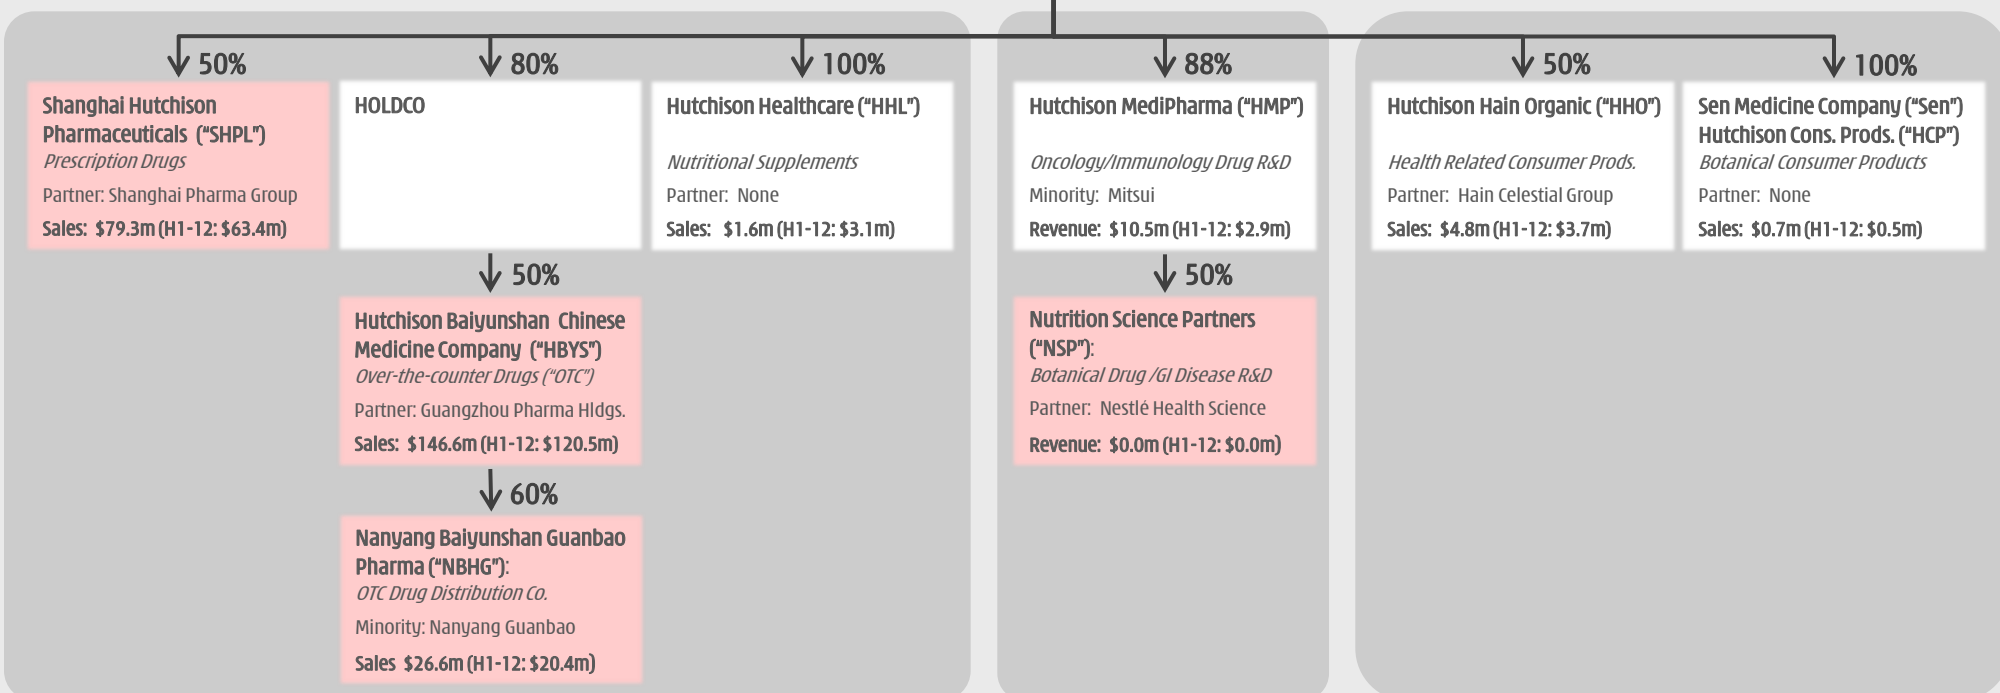 50%
Shanghai Hutchison
Pharmaceuticals (“SHPL”)
Prescription Drugs
Partner: Shanghai Pharma Group
Sales: $79.3m (H1-12: $63.4m)
80%
HOLDCO
50%
Hutchison Baiyunshan Chinese
Medicine Company (“HBYS”)
Over-the-counter Drugs (“OTC”)
Partner: Guangzhou Pharma Hldgs.
Sales: $146.6m (H1-12: $120.5m)
60%
Nanyang Baiyunshan Guanbao
Pharma (“NBHG”):
OTC Drug Distribution Co.
Minority: Nanyang Guanbao
Sales $26.6m (H1-12: $20.4m)
100%
Hutchison Healthcare (“HHL”)
Nutritional Supplements
Partner: None
Sales: $1.6m (H1-12: $3.1m)
88%
Hutchison MediPharma (“HMP”)
Oncology/Immunology Drug R&D
Minority: Mitsui
Revenue: $10.5m (H1-12: $2.9m)
50%
Nutrition Science Partners
(“NSP”):
Botanical Drug /GI Disease R&D
Partner: Nestlé Health Science
Revenue: $0.0m (H1-12: $0.0m)
50%
Hutchison Hain Organic (“HHO”)
Health Related Consumer Prods.
Partner: Hain Celestial Group
Sales: $4.8m (H1-12: $3.7m)
100%
Sen Medicine Company (“Sen”)
Hutchison Cons. Prods. (“HCP”)
Botanical Consumer Products
Partner: None
Sales: $0.7m (H1-12: $0.5m)